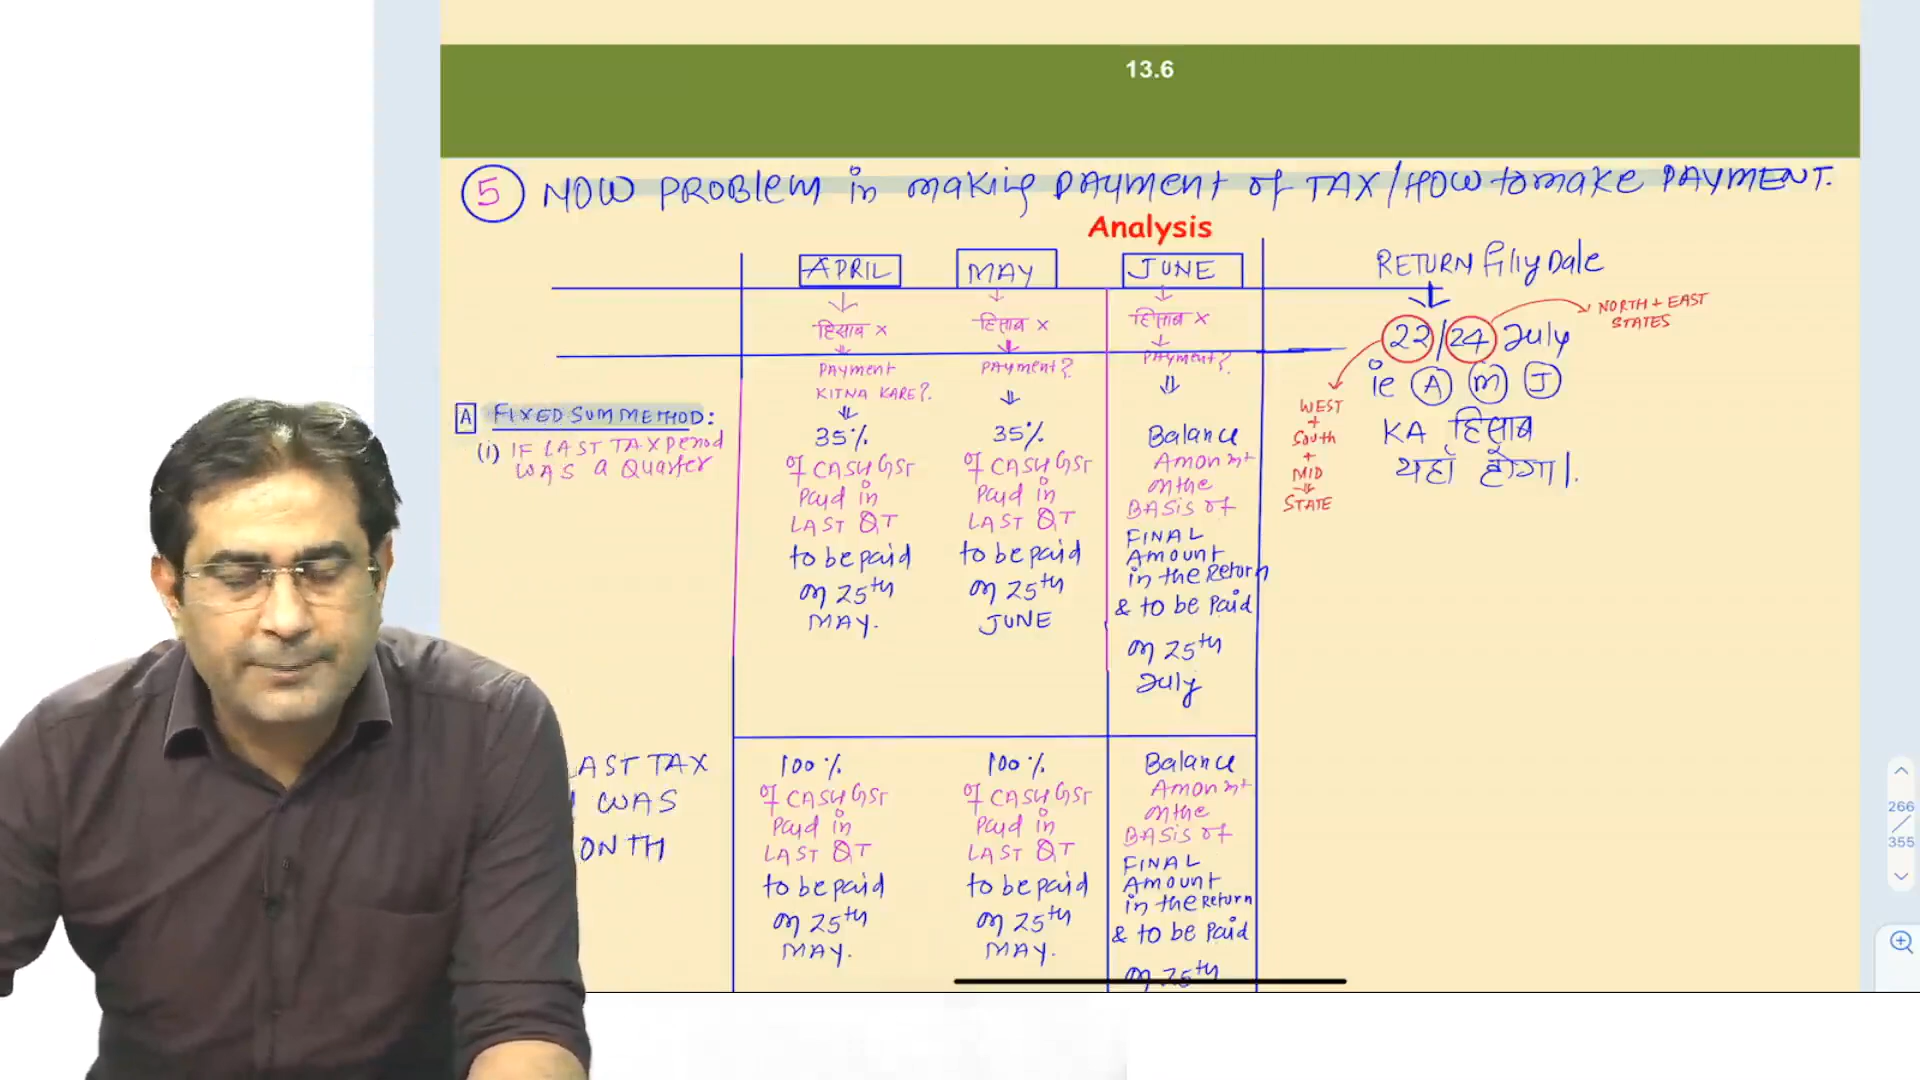 13.6
5 NOW PROBLEM in making PAYMENT of TAX/HOW to make PAYMENT.
Analysis
APRIL MAY JUNE RETURN filiy Date
हिसाब x हिसाब x हिसाब x
22/24 July
NORTH + EAST
STATES
PAYMENT
KITNA KARE?
PAYMENT?
PAYMENT?
ie A M J
KA हिसाब
यहाँ होगा।
WEST
+
South
+
MID
STATE
A FIXED SUM METHOD:
(i) IF LAST TAX period
WAS a Quarter
35%
of CASH GST
Paid in
LAST QT
to be paid
on 25th
MAY.
35%
of CASH GST
Paid in
LAST QT
to be paid
on 25th
JUNE
Balance
Amount
on the
BASIS of
FINAL
Amount
in the Return
& to be Paid
on 25th
July
LAST TAX
WAS
ONTH
100%
of CASH GST
Paid in
LAST QT
to be paid
on 25th
MAY.
100%
of CASH GST
Paid in
LAST QT
to be paid
on 25th
MAY.
Balance
Amount
on the
BASIS of
FINAL
Amount
in the Return
& to be Paid
on 25th
266
/
355